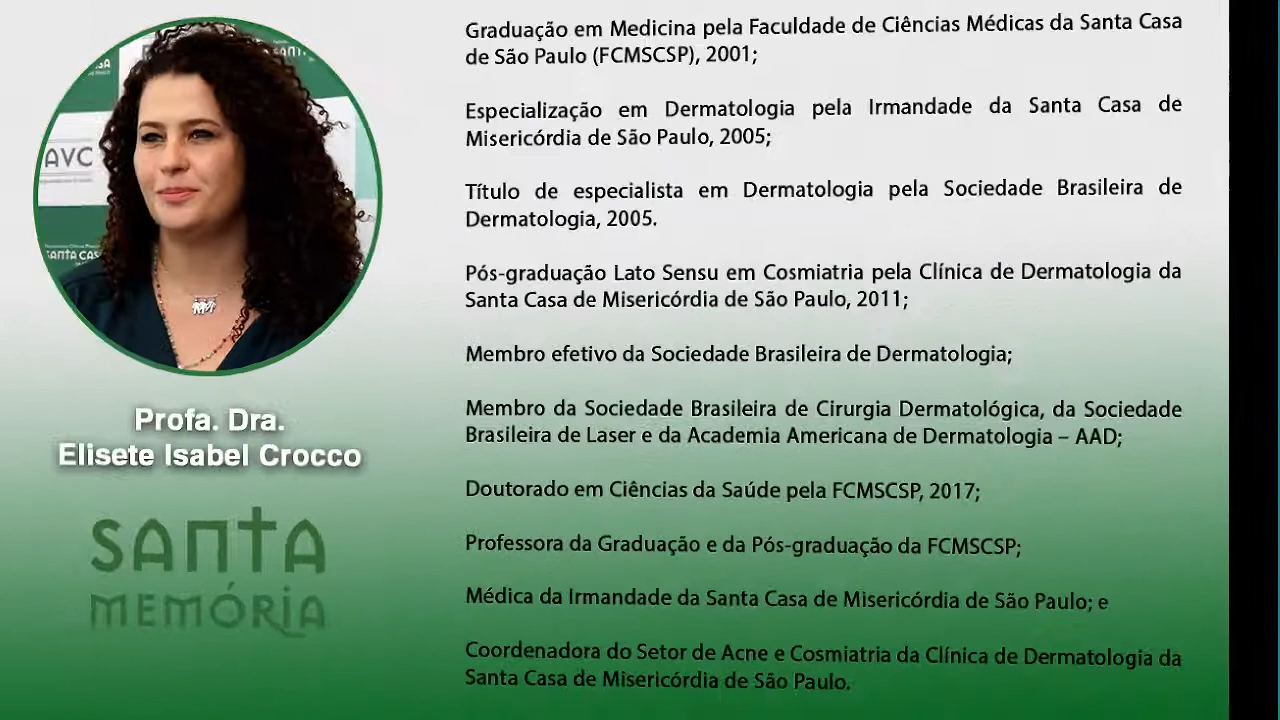 AVC
SANTA CAS
Profa. Dra.
Elisete Isabel Crocco
SANTA
MEMÓRIA
Graduação em Medicina pela Faculdade de Ciências Médicas da Santa Casa
de São Paulo (FCMSCSP), 2001;
Especialização em Dermatologia pela Irmandade da Santa Casa de
Misericórdia de São Paulo, 2005;
Título de especialista em Dermatologia pela Sociedade Brasileira de
Dermatologia, 2005.
Pós-graduação Lato Sensu em Cosmiatria pela Clínica de Dermatologia da
Santa Casa de Misericórdia de São Paulo, 2011;
Membro efetivo da Sociedade Brasileira de Dermatologia;
Membro da Sociedade Brasileira de Cirurgia Dermatológica, da Sociedade
Brasileira de Laser e da Academia Americana de Dermatologia – AAD;
Doutorado em Ciências da Saúde pela FCMSCSP, 2017;
Professora da Graduação e da Pós-graduação da FCMSCSP;
Médica da Irmandade da Santa Casa de Misericórdia de São Paulo; e
Coordenadora do Setor de Acne e Cosmiatria da Clínica de Dermatologia da
Santa Casa de Misericórdia de São Paulo.